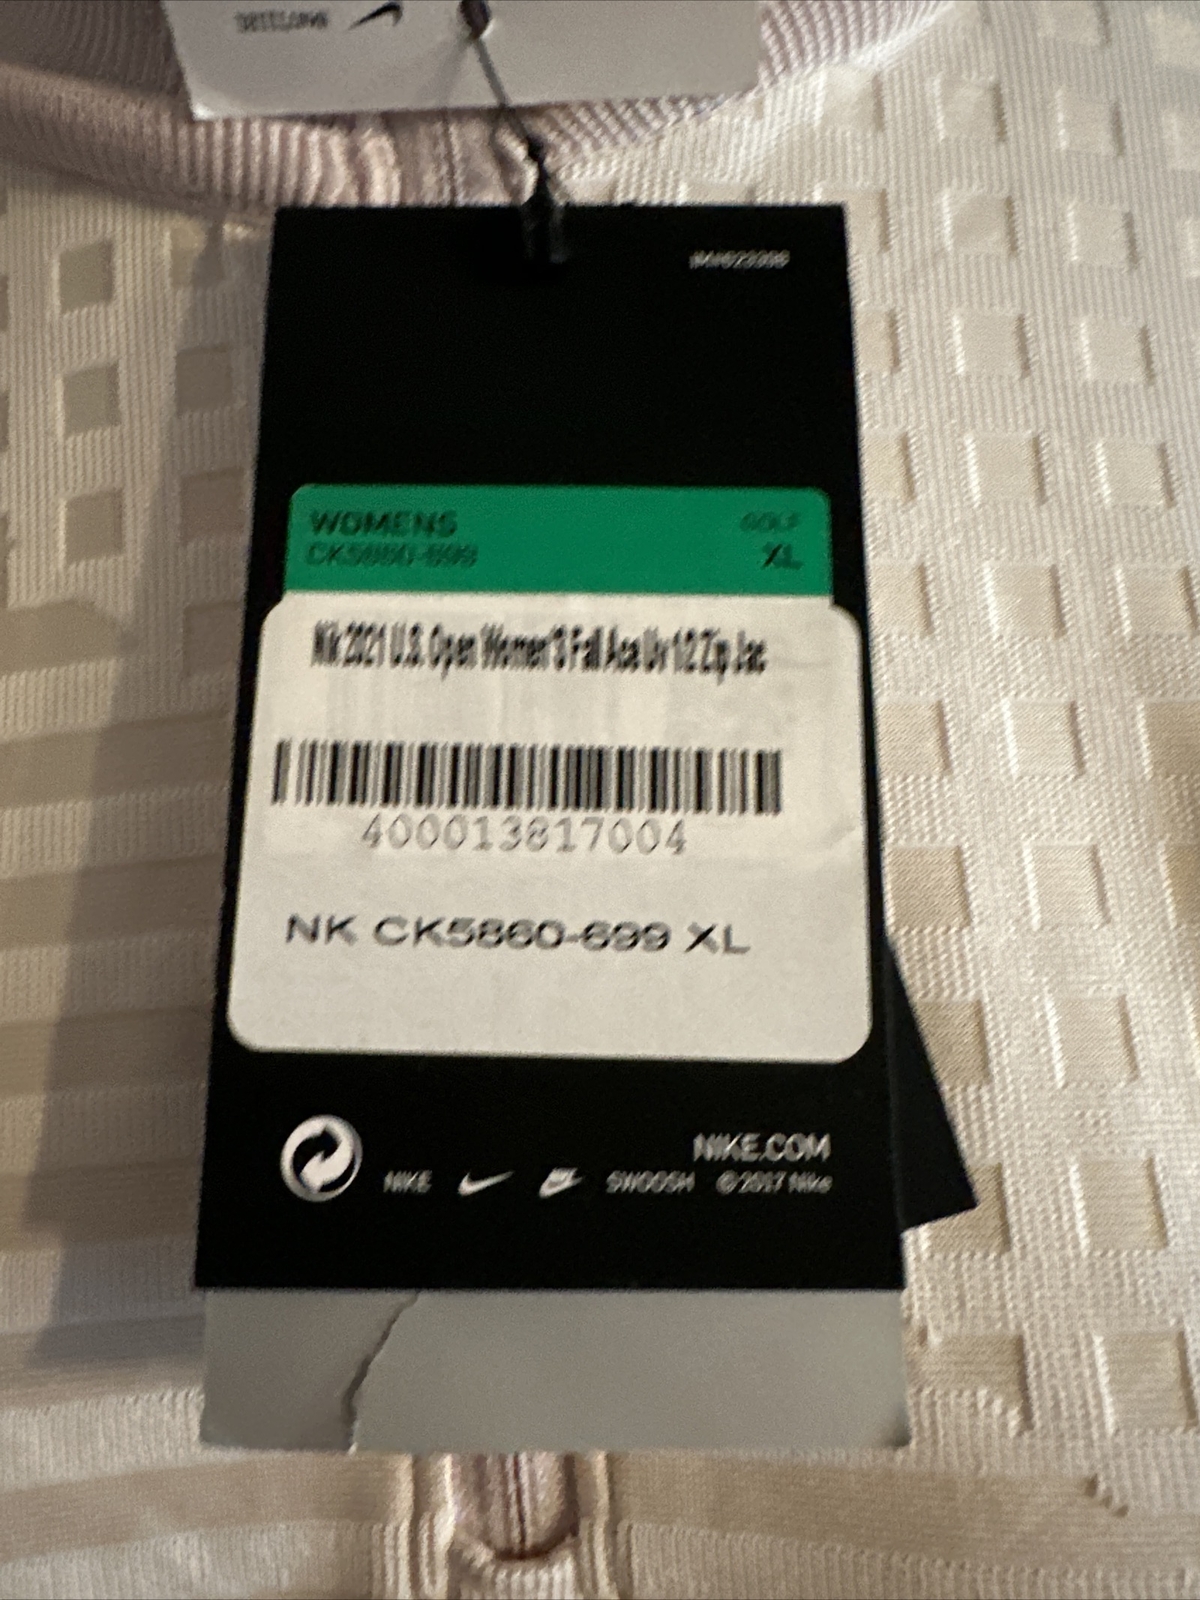 WOMENS
GOLF
CK5860-699
XL
Nik 2021 U.S. Open Women'S Fall Ace Uv 1.2 Zip Jac
400013817004
NK CK5860-699 XL
NIKE.COM
NIKE
SWOOSH
©2017 Nike